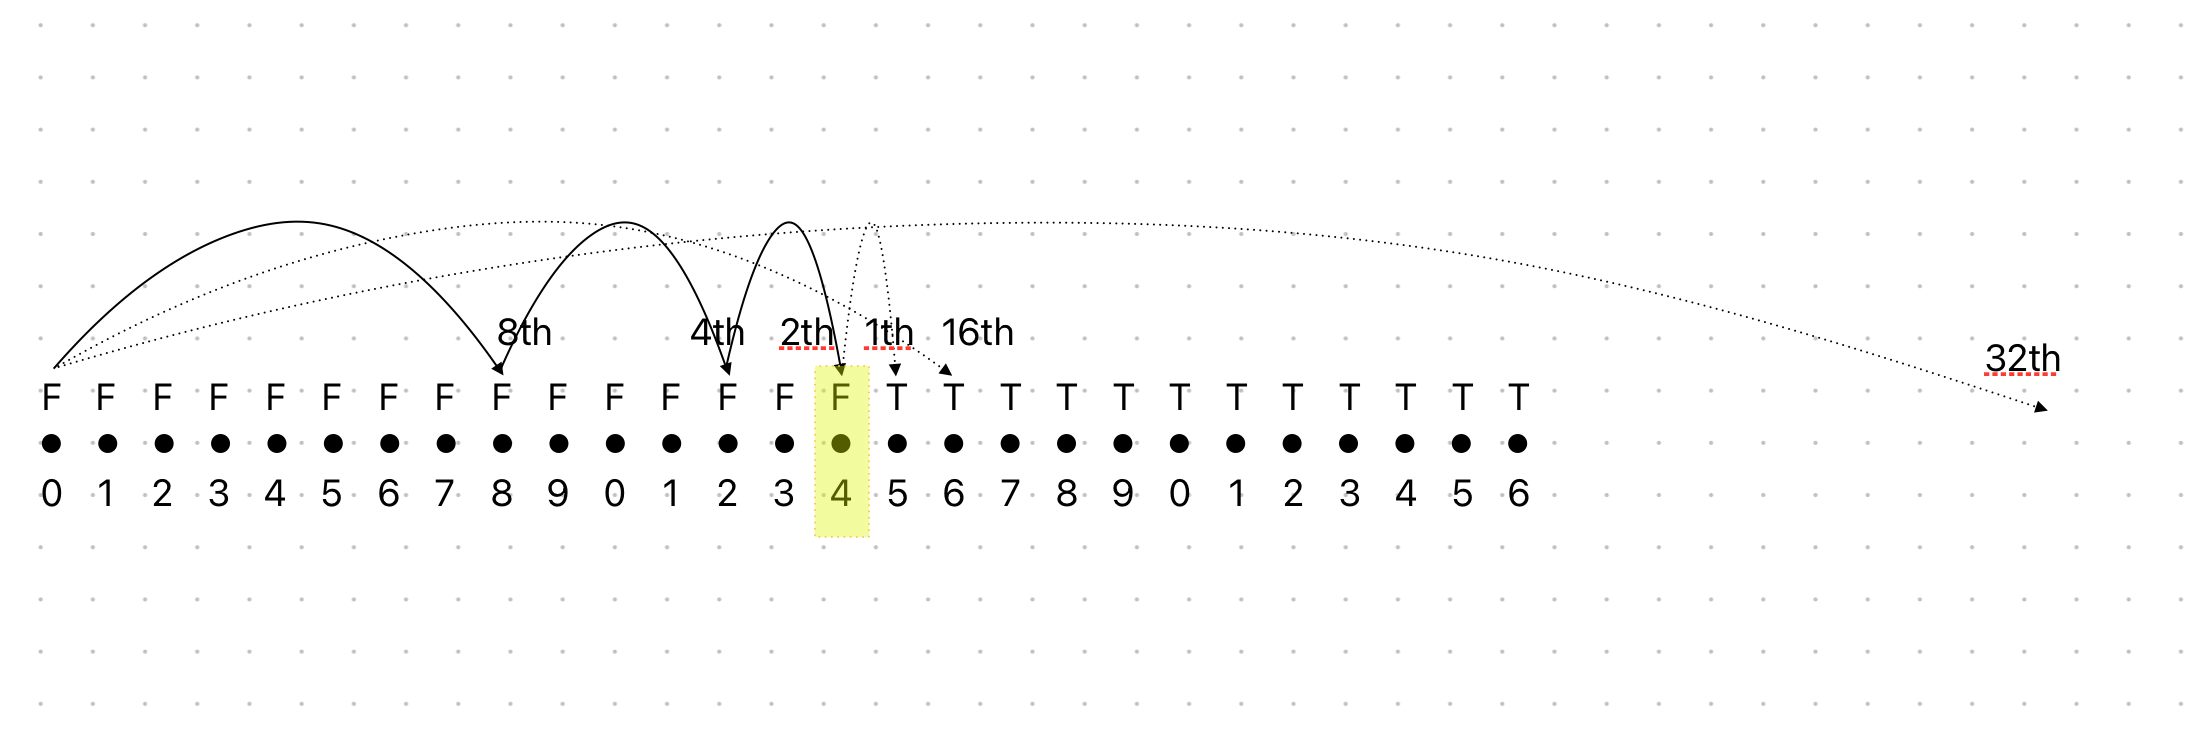 8th 4th 2th 1th 16th
32th
F F F F F F F F F F F F F F F T T T T T T T T T T T T
0 1 2 3 4 5 6 7 8 9 0 1 2 3 4 5 6 7 8 9 0 1 2 3 4 5 6